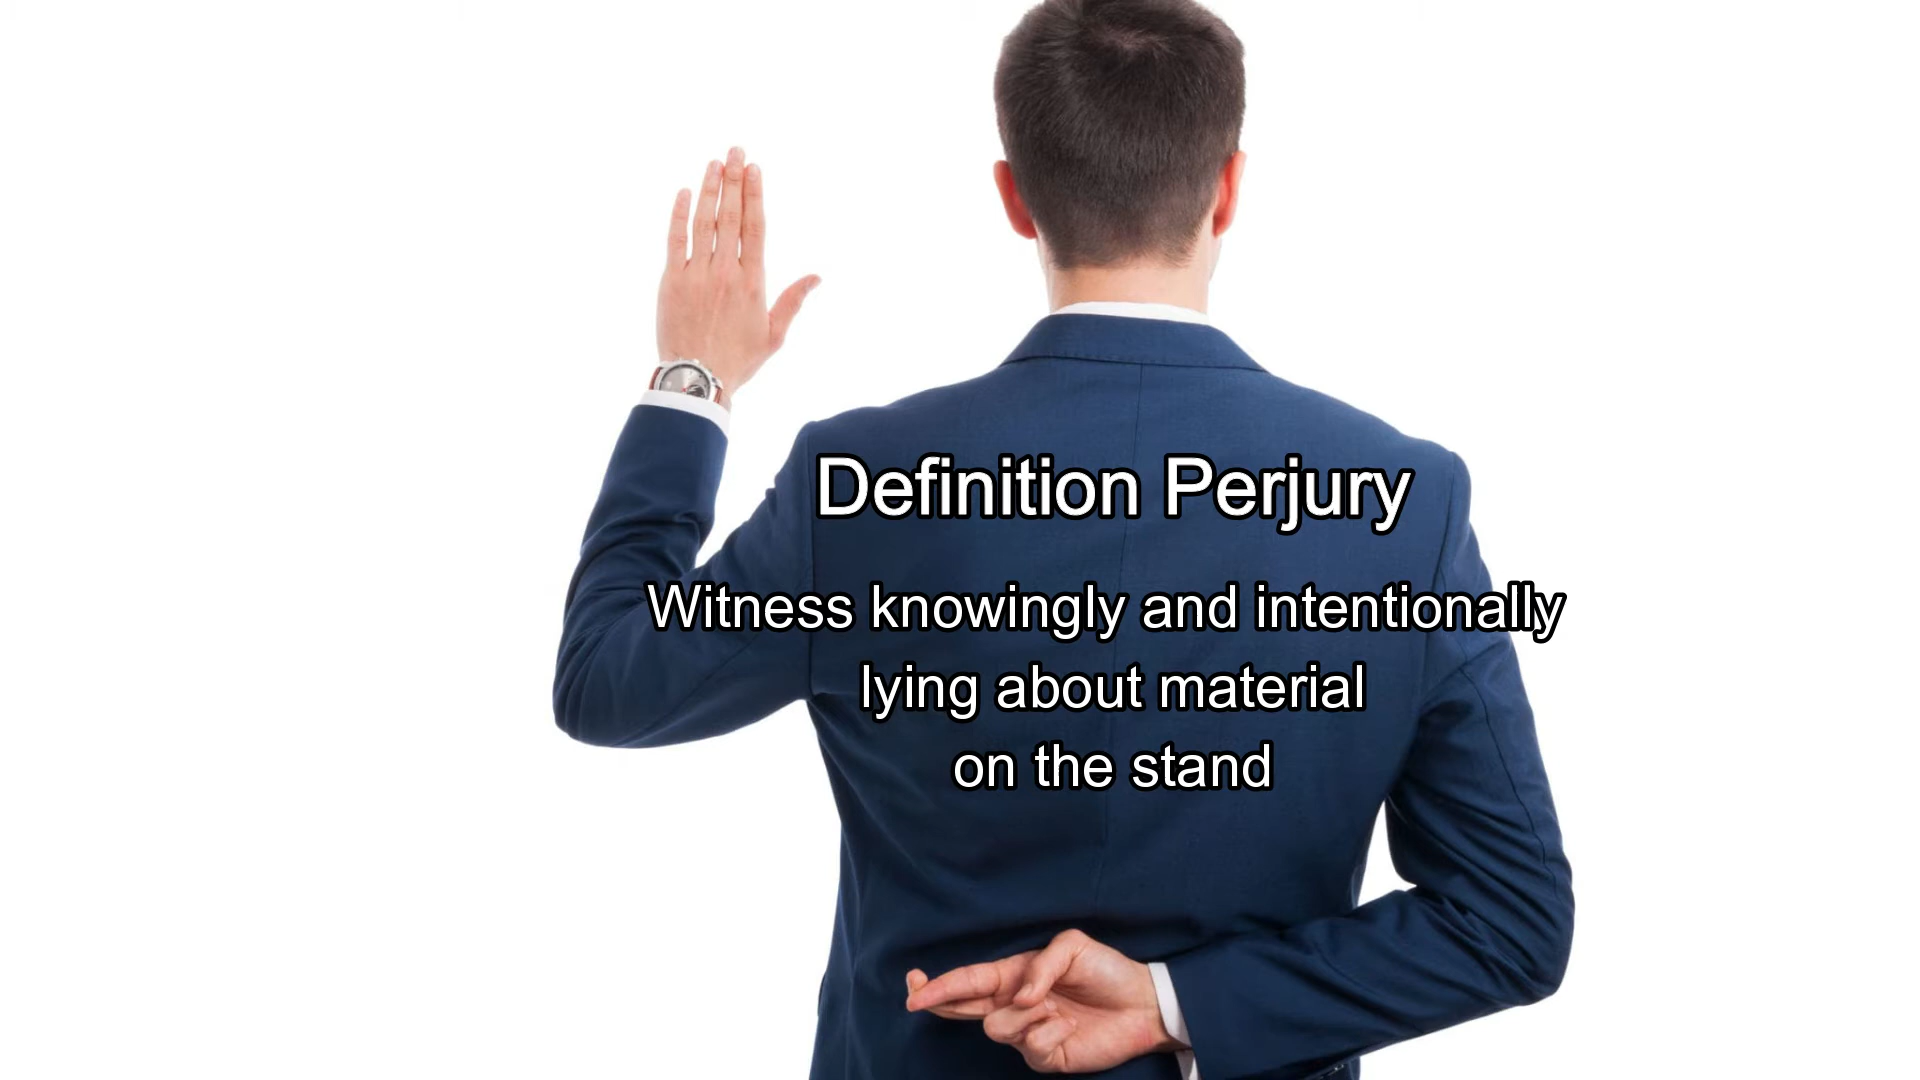 Definition Perjury
Witness knowingly and intentionally
lying about material
on the stand